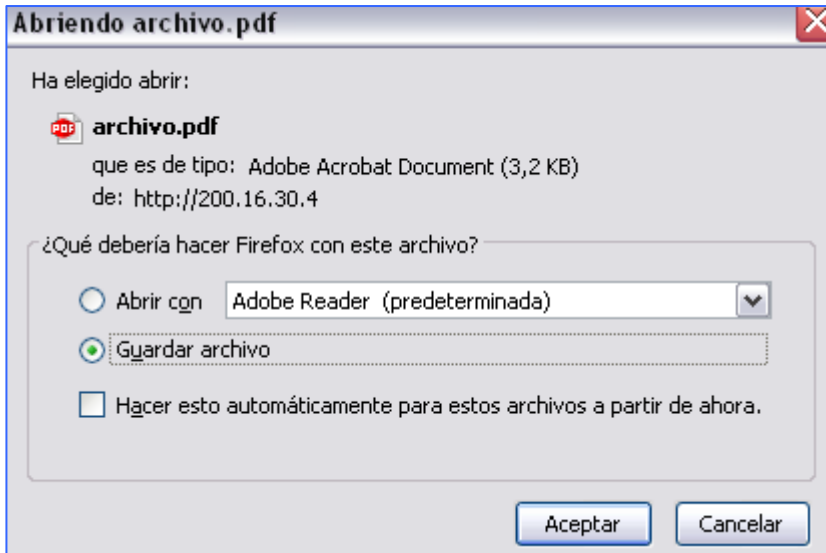 Abriendo archivo.pdf
Ha elegido abrir:
PDF archivo.pdf
que es de tipo: Adobe Acrobat Document (3,2 KB)
de: http://200.16.30.4
¿Qué debería hacer Firefox con este archivo?
Abrir con Adobe Reader (predeterminada)
Guardar archivo
Hacer esto automáticamente para estos archivos a partir de ahora.
Aceptar Cancelar